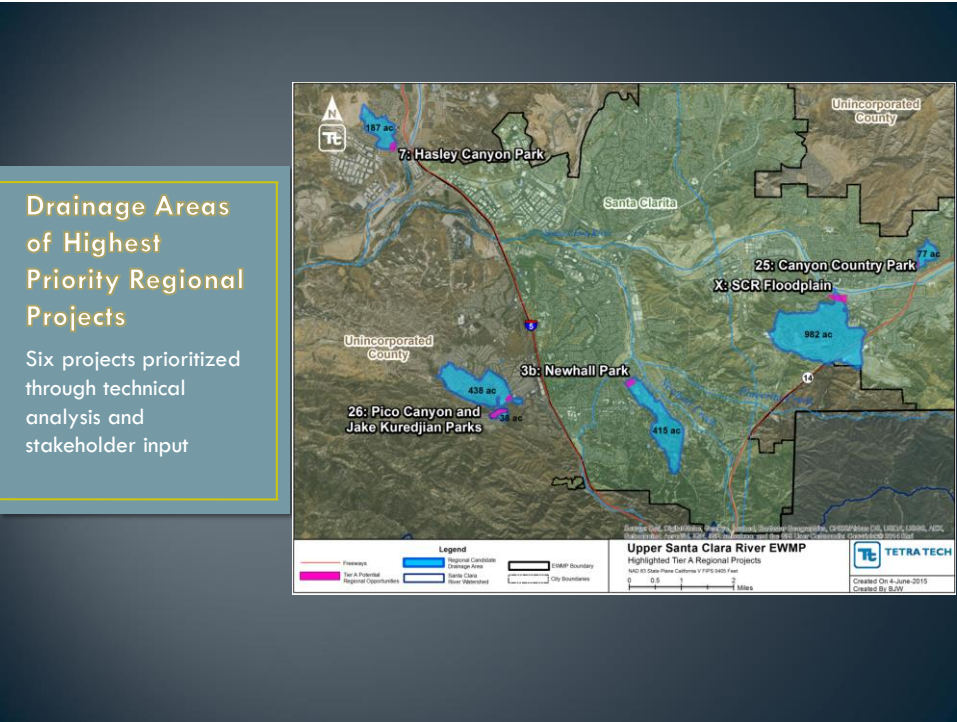 Drainage Areas
of Highest
Priority Regional
Projects
Six projects prioritized
through technical
analysis and
stakeholder input
N
Tt
187 ac
7: Hasley Canyon Park
Unincorporated
County
Santa Clarita
77 ac
25: Canyon Country Park
X: SCR Floodplain
982 ac
5
Unincorporated
County
3b: Newhall Park
14
438 ac
26: Pico Canyon and
Jake Kuredjian Parks
38 ac
415 ac
Legend
Freeways
Tier A Potential
Regional Opportunities
Regional Candidate
Drainage Area
Santa Clara
River Watershed
EWMP Boundary
City Boundaries
Upper Santa Clara River EWMP
Highlighted Tier A Regional Projects
NAD 83 State Plane California V FIPS 0405 Feet
0 0.5 1 2
Miles
Tt TETRA TECH
Created On 4-June-2015
Created By BJW